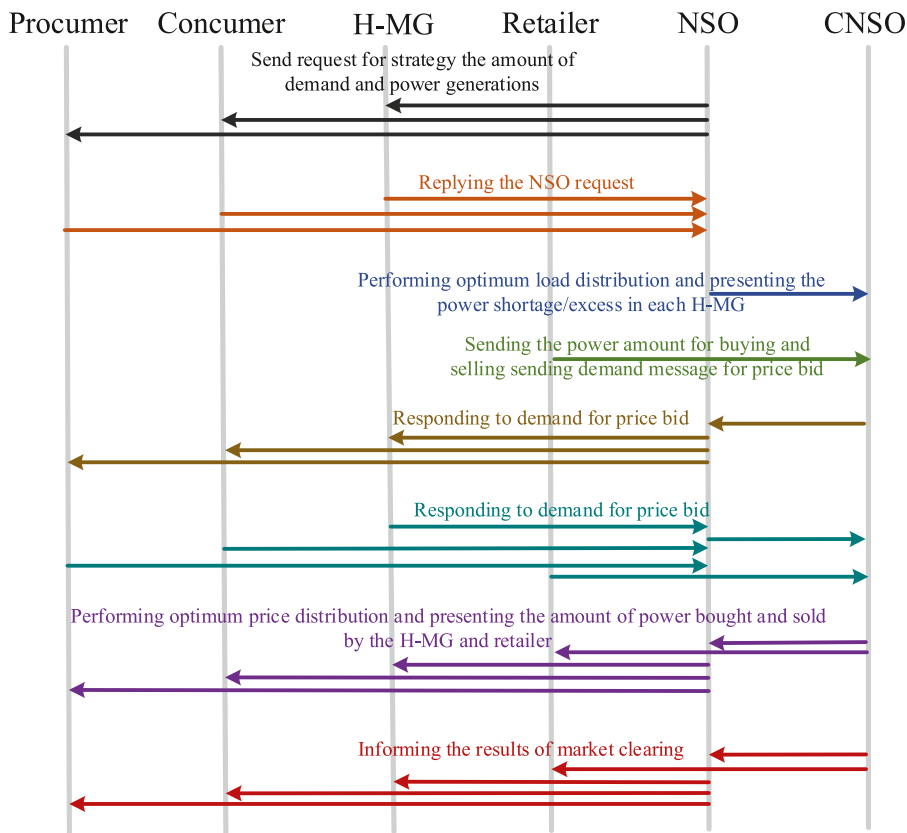 Procumer Concumer H-MG Retailer NSO CNSO
Send request for strategy the amount of
demand and power generations
Replying the NSO request
Performing optimum load distribution and presenting the
power shortage/excess in each H-MG
Sending the power amount for buying and
selling sending demand message for price bid
Responding to demand for price bid
Responding to demand for price bid
Performing optimum price distribution and presenting the amount of power bought and sold
by the H-MG and retailer
Informing the results of market clearing